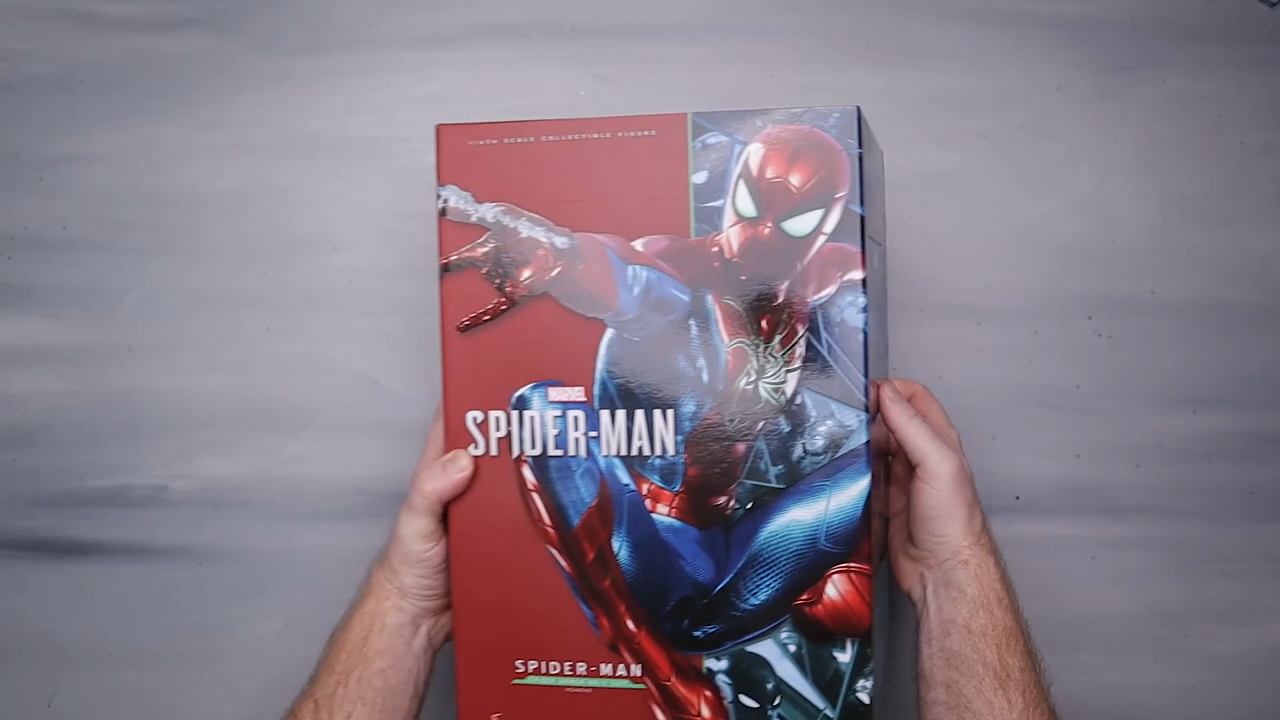 SIXTH SCALE COLLECTIBLE FIGURE
MARVEL
SPIDER-MAN
SPIDER-MAN